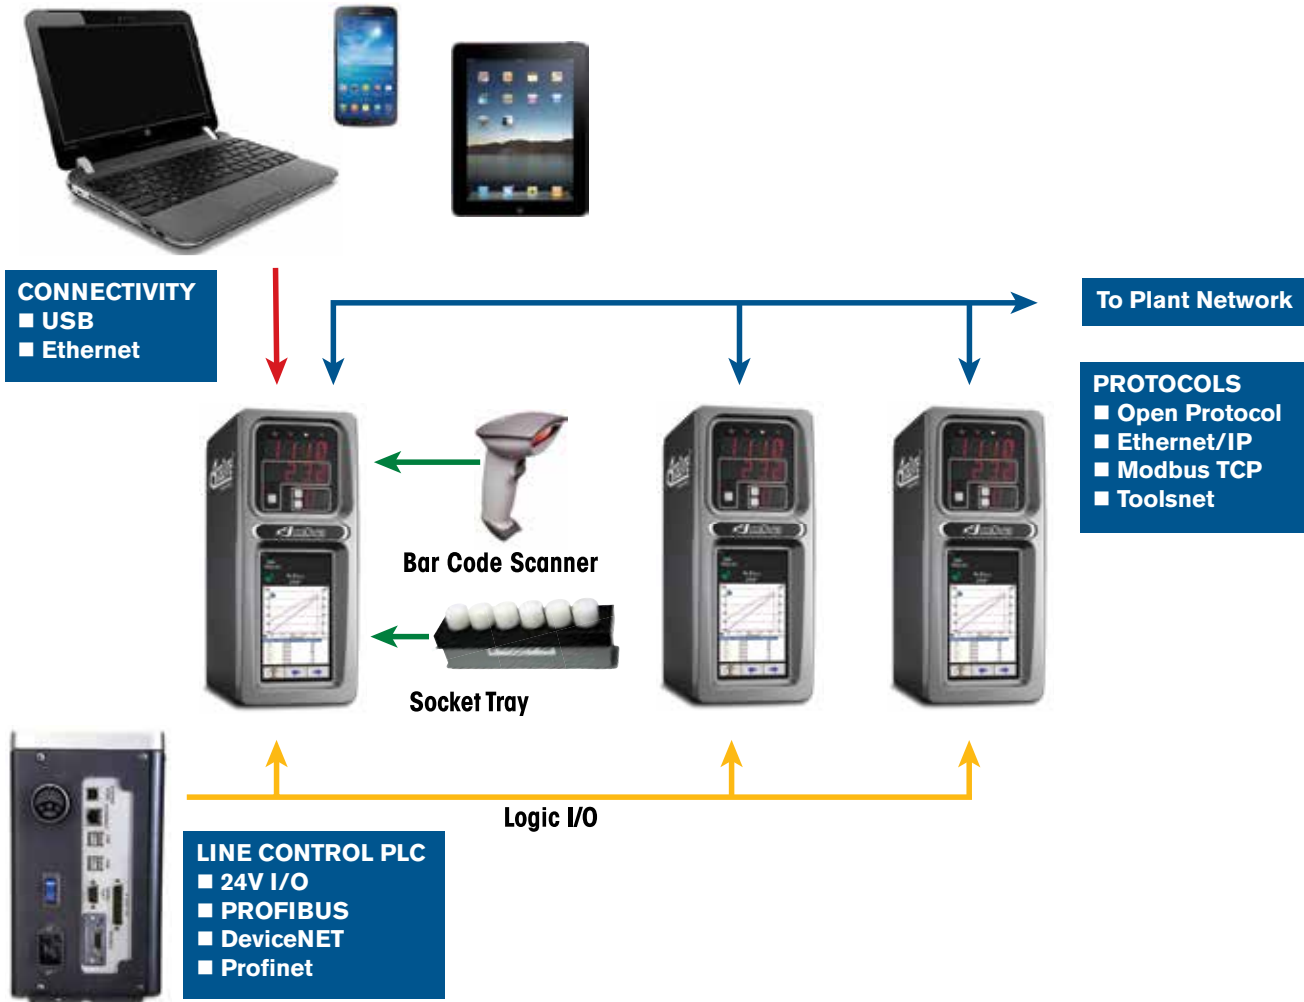 CONNECTIVITY
USB
Ethernet
To Plant Network
PROTOCOLS
Open Protocol
Ethernet/IP
Modbus TCP
Toolsnet
Bar Code Scanner
Socket Tray
Logic I/O
LINE CONTROL PLC
24V I/O
PROFIBUS
DeviceNET
Profinet